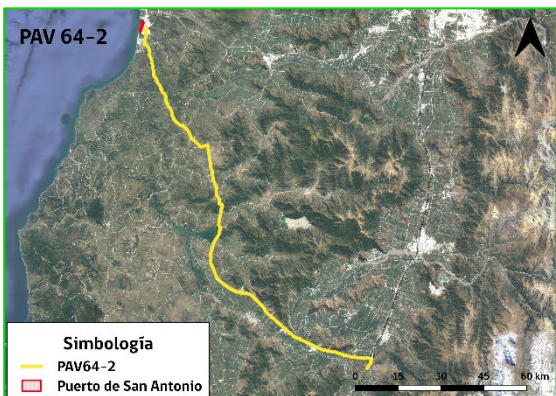 PAV 64-2
Simbología
PAV64-2
Puerto de San Antonio
0 15 30 45 60 km